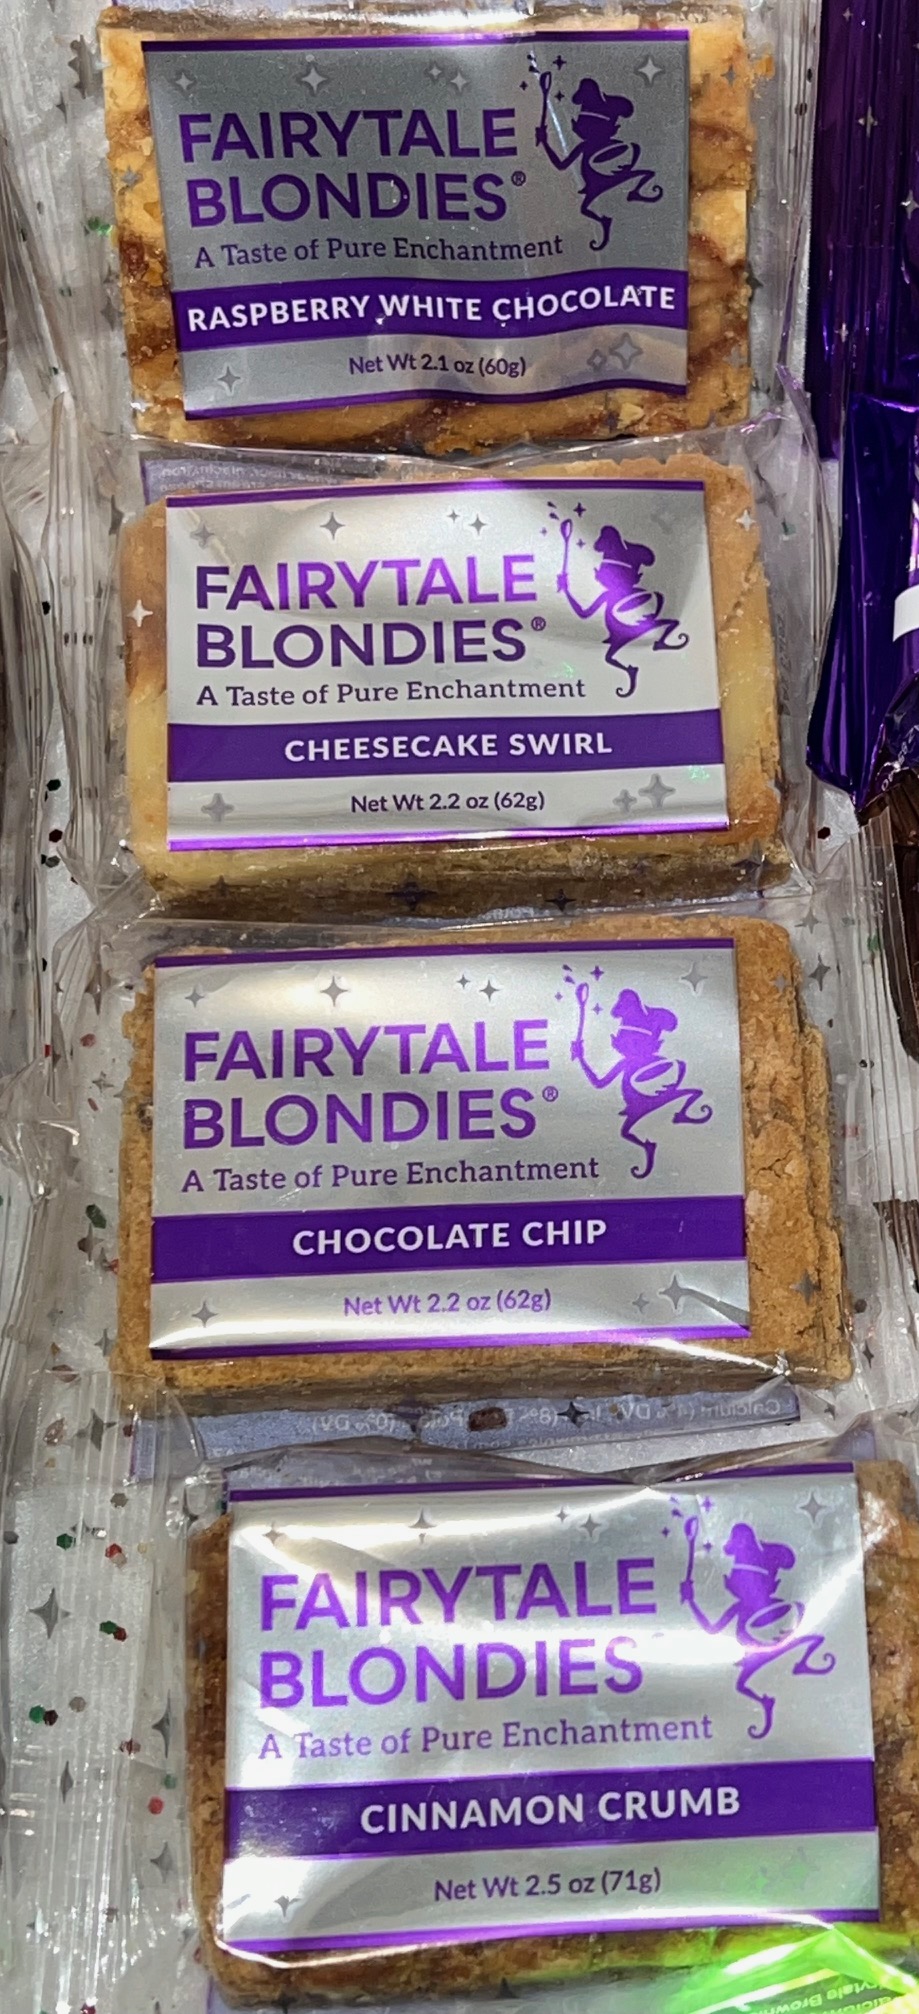 FAIRYTALE
BLONDIES®
A Taste of Pure Enchantment
RASPBERRY WHITE CHOCOLATE
Net Wt 2.1 oz (60g)
FAIRYTALE
BLONDIES®
A Taste of Pure Enchantment
CHEESECAKE SWIRL
Net Wt 2.2 oz (62g)
FAIRYTALE
BLONDIES®
A Taste of Pure Enchantment
CHOCOLATE CHIP
Net Wt 2.2 oz (62g)
Calcium (4% DV)
FAIRYTALE
BLONDIES
A Taste of Pure Enchantment
CINNAMON CRUMB
Net Wt 2.5 oz (71g)